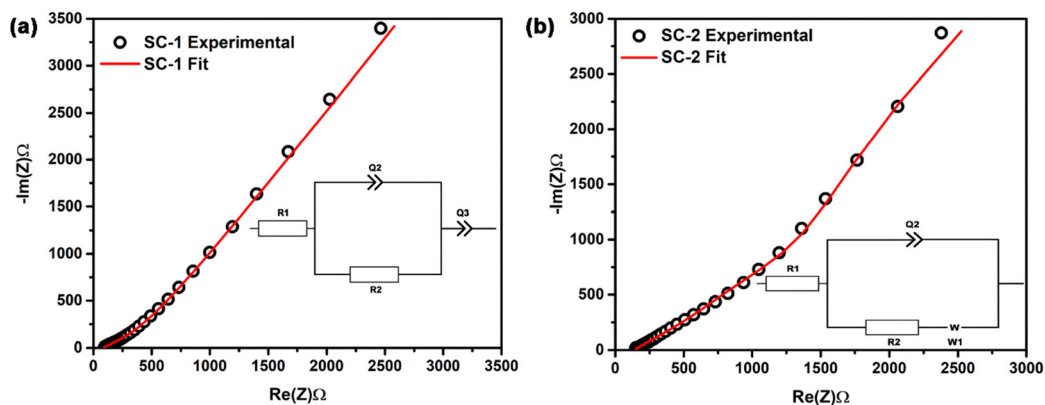 (a)
SC-1 Experimental
SC-1 Fit
3500
3000
2500
2000
1500
1000
500
0
-Im(Z)Ω
0 500 1000 1500 2000 2500 3000 3500
Re(Z)Ω
Q2
R1
Q3
R2
(b)
SC-2 Experimental
SC-2 Fit
3000
2500
2000
1500
1000
500
0
-Im(Z)Ω
0 500 1000 1500 2000 2500 3000
Re(Z)Ω
Q2
R1
W
R2 W1